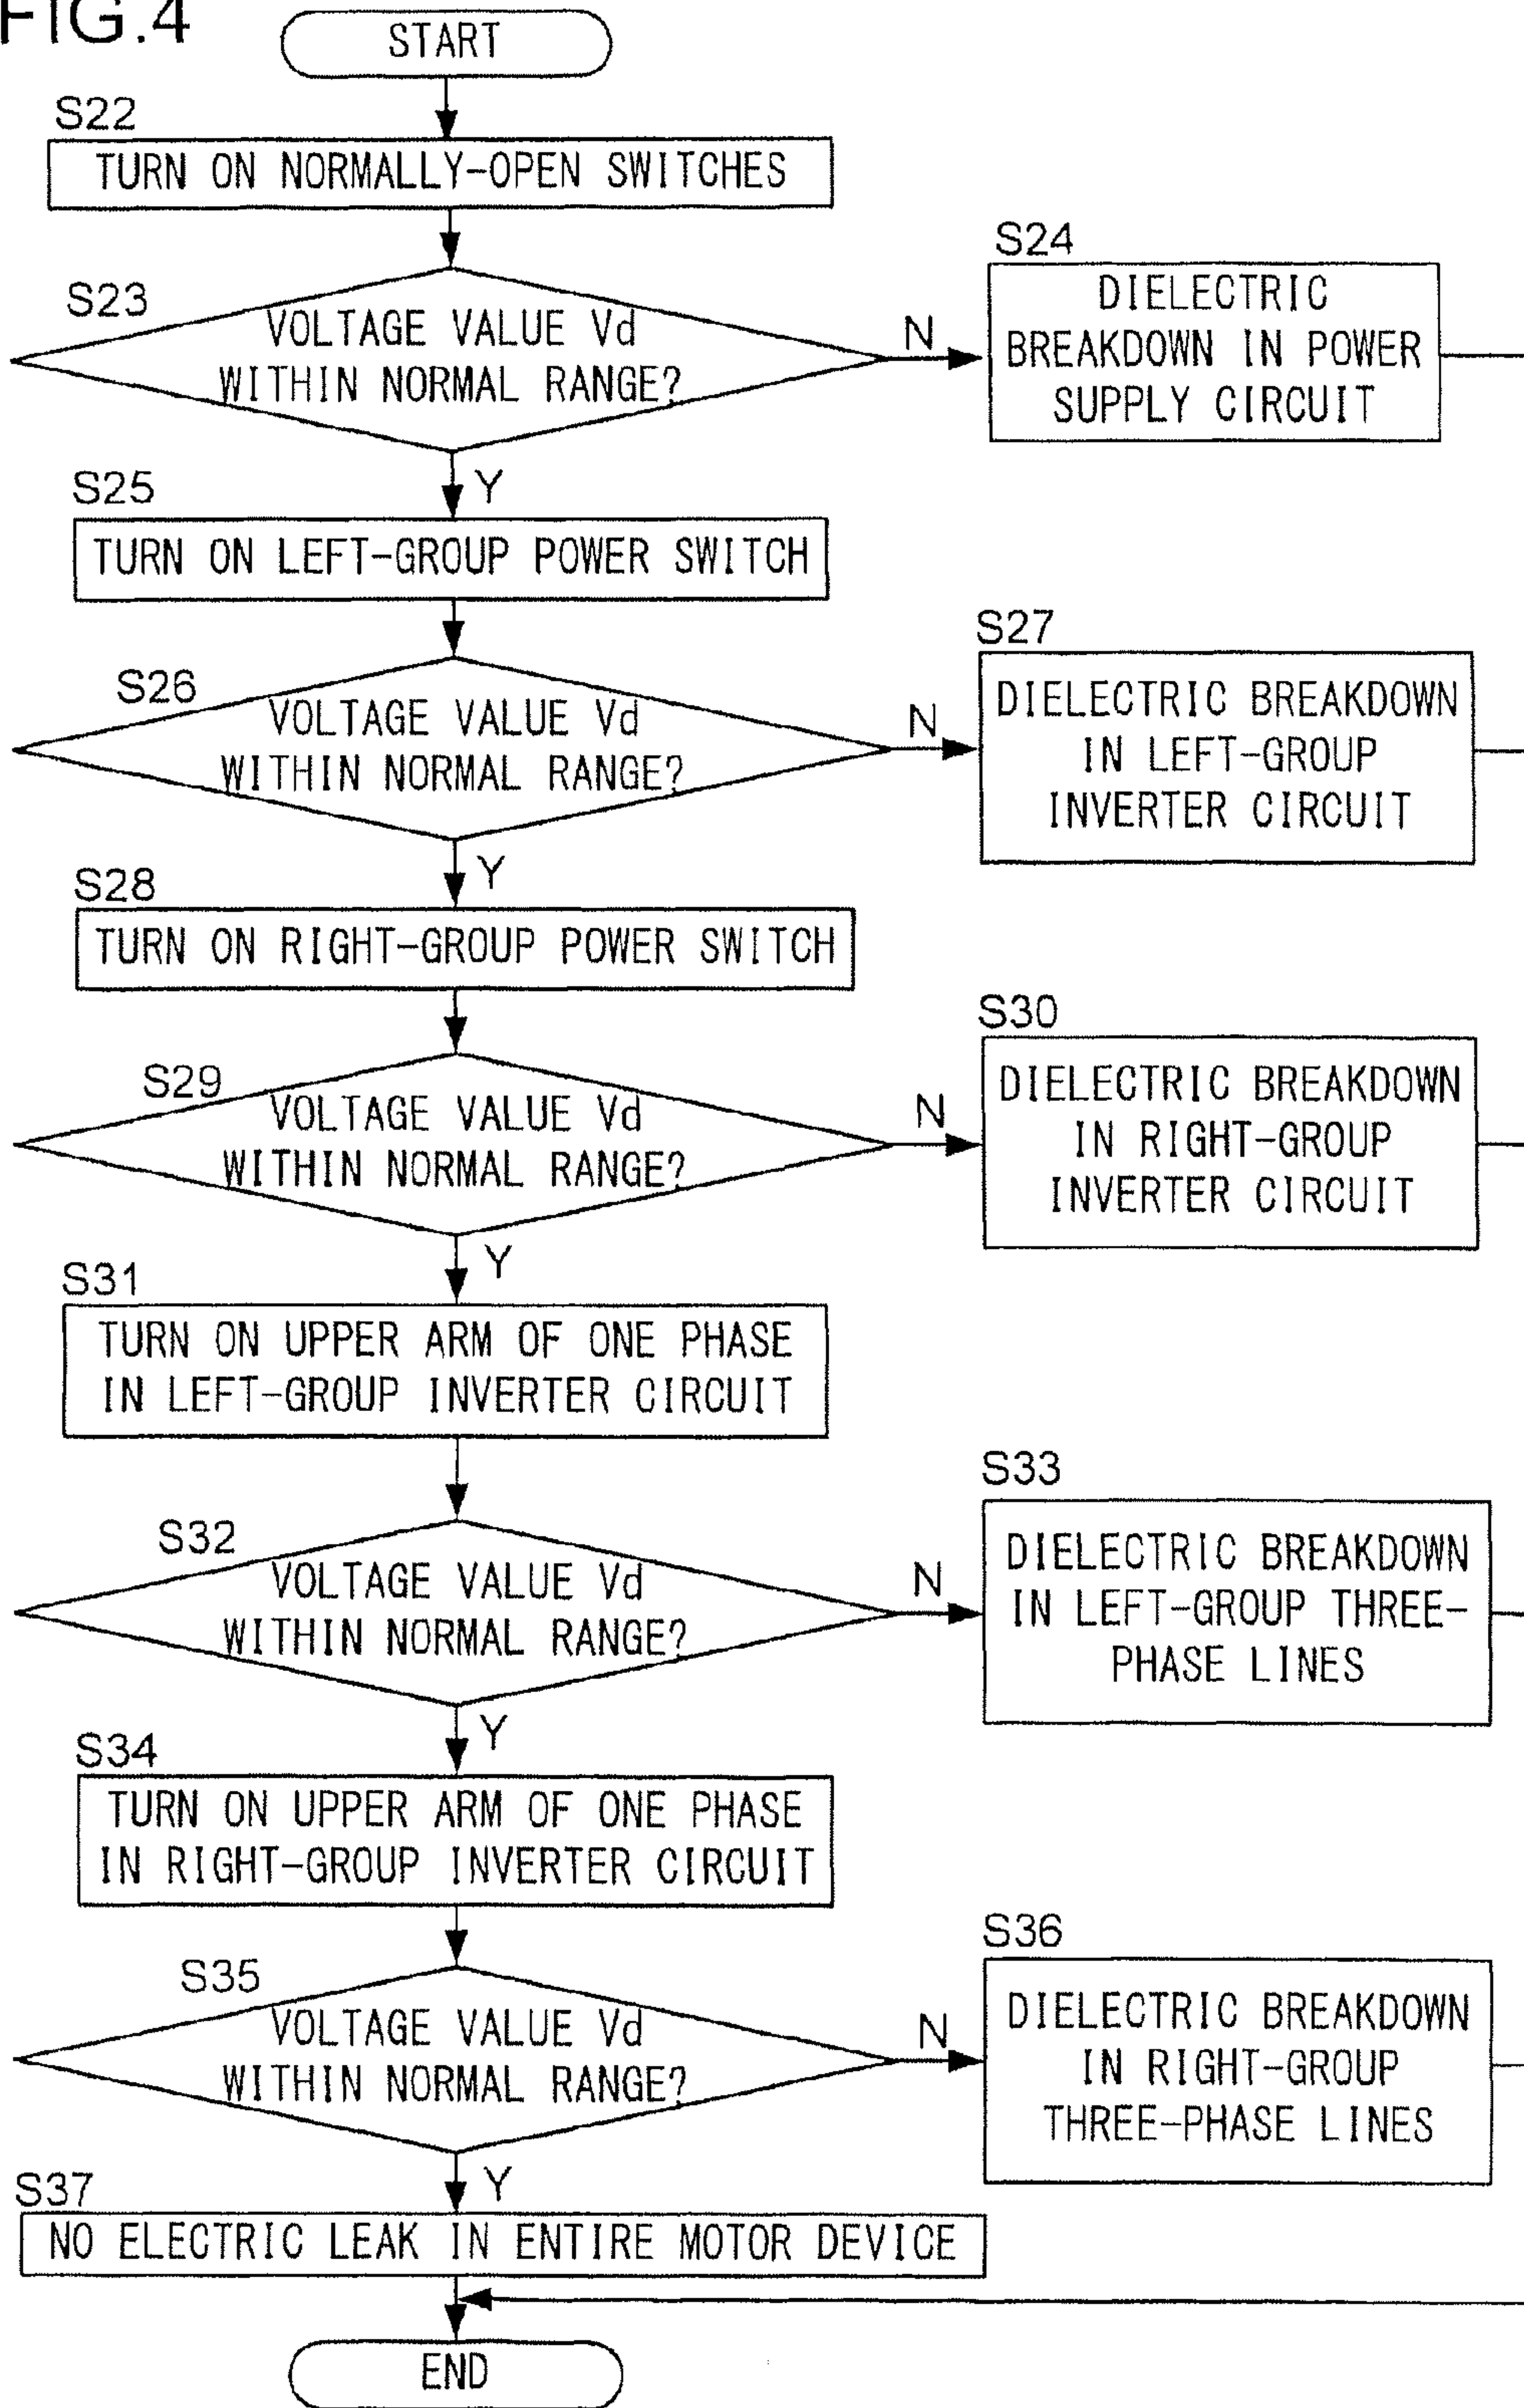 FIG.4
START
S22
TURN ON NORMALLY-OPEN SWITCHES
S23
VOLTAGE VALUE Vd
WITHIN NORMAL RANGE?
N
S24
DIELECTRIC
BREAKDOWN IN POWER
SUPPLY CIRCUIT
Y
S25
TURN ON LEFT-GROUP POWER SWITCH
S26
VOLTAGE VALUE Vd
WITHIN NORMAL RANGE?
N
S27
DIELECTRIC BREAKDOWN
IN LEFT-GROUP
INVERTER CIRCUIT
Y
S28
TURN ON RIGHT-GROUP POWER SWITCH
S29
VOLTAGE VALUE Vd
WITHIN NORMAL RANGE?
N
S30
DIELECTRIC BREAKDOWN
IN RIGHT-GROUP
INVERTER CIRCUIT
Y
S31
TURN ON UPPER ARM OF ONE PHASE
IN LEFT-GROUP INVERTER CIRCUIT
S32
VOLTAGE VALUE Vd
WITHIN NORMAL RANGE?
N
S33
DIELECTRIC BREAKDOWN
IN LEFT-GROUP THREE-
PHASE LINES
Y
S34
TURN ON UPPER ARM OF ONE PHASE
IN RIGHT-GROUP INVERTER CIRCUIT
S35
VOLTAGE VALUE Vd
WITHIN NORMAL RANGE?
N
S36
DIELECTRIC BREAKDOWN
IN RIGHT-GROUP
THREE-PHASE LINES
Y
S37
NO ELECTRIC LEAK IN ENTIRE MOTOR DEVICE
END